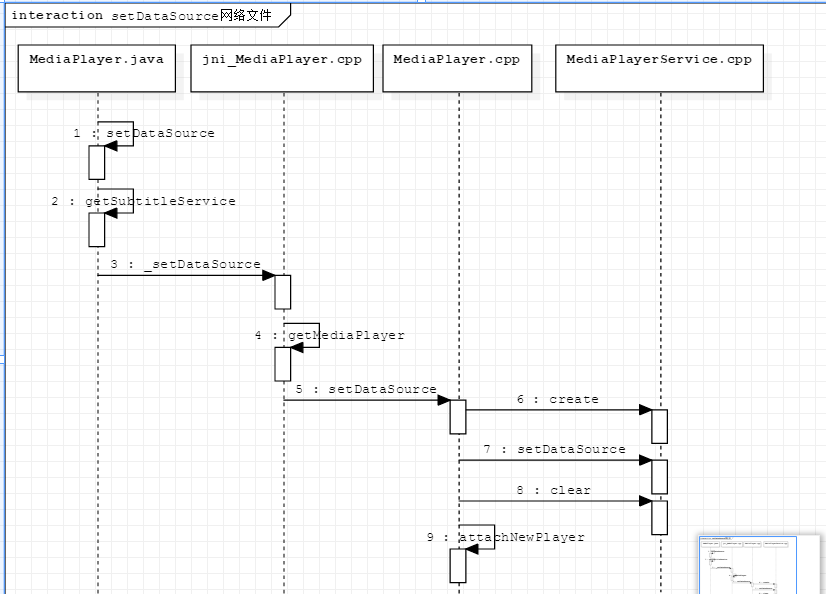 interaction setDataSource网络文件
MediaPlayer.java
jni_MediaPlayer.cpp
MediaPlayer.cpp
MediaPlayerService.cpp
1 : setDataSource
2 : getSubtitleService
3 : _setDataSource
4 : getMediaPlayer
5 : setDataSource
6 : create
7 : setDataSource
8 : clear
9 : attachNewPlayer